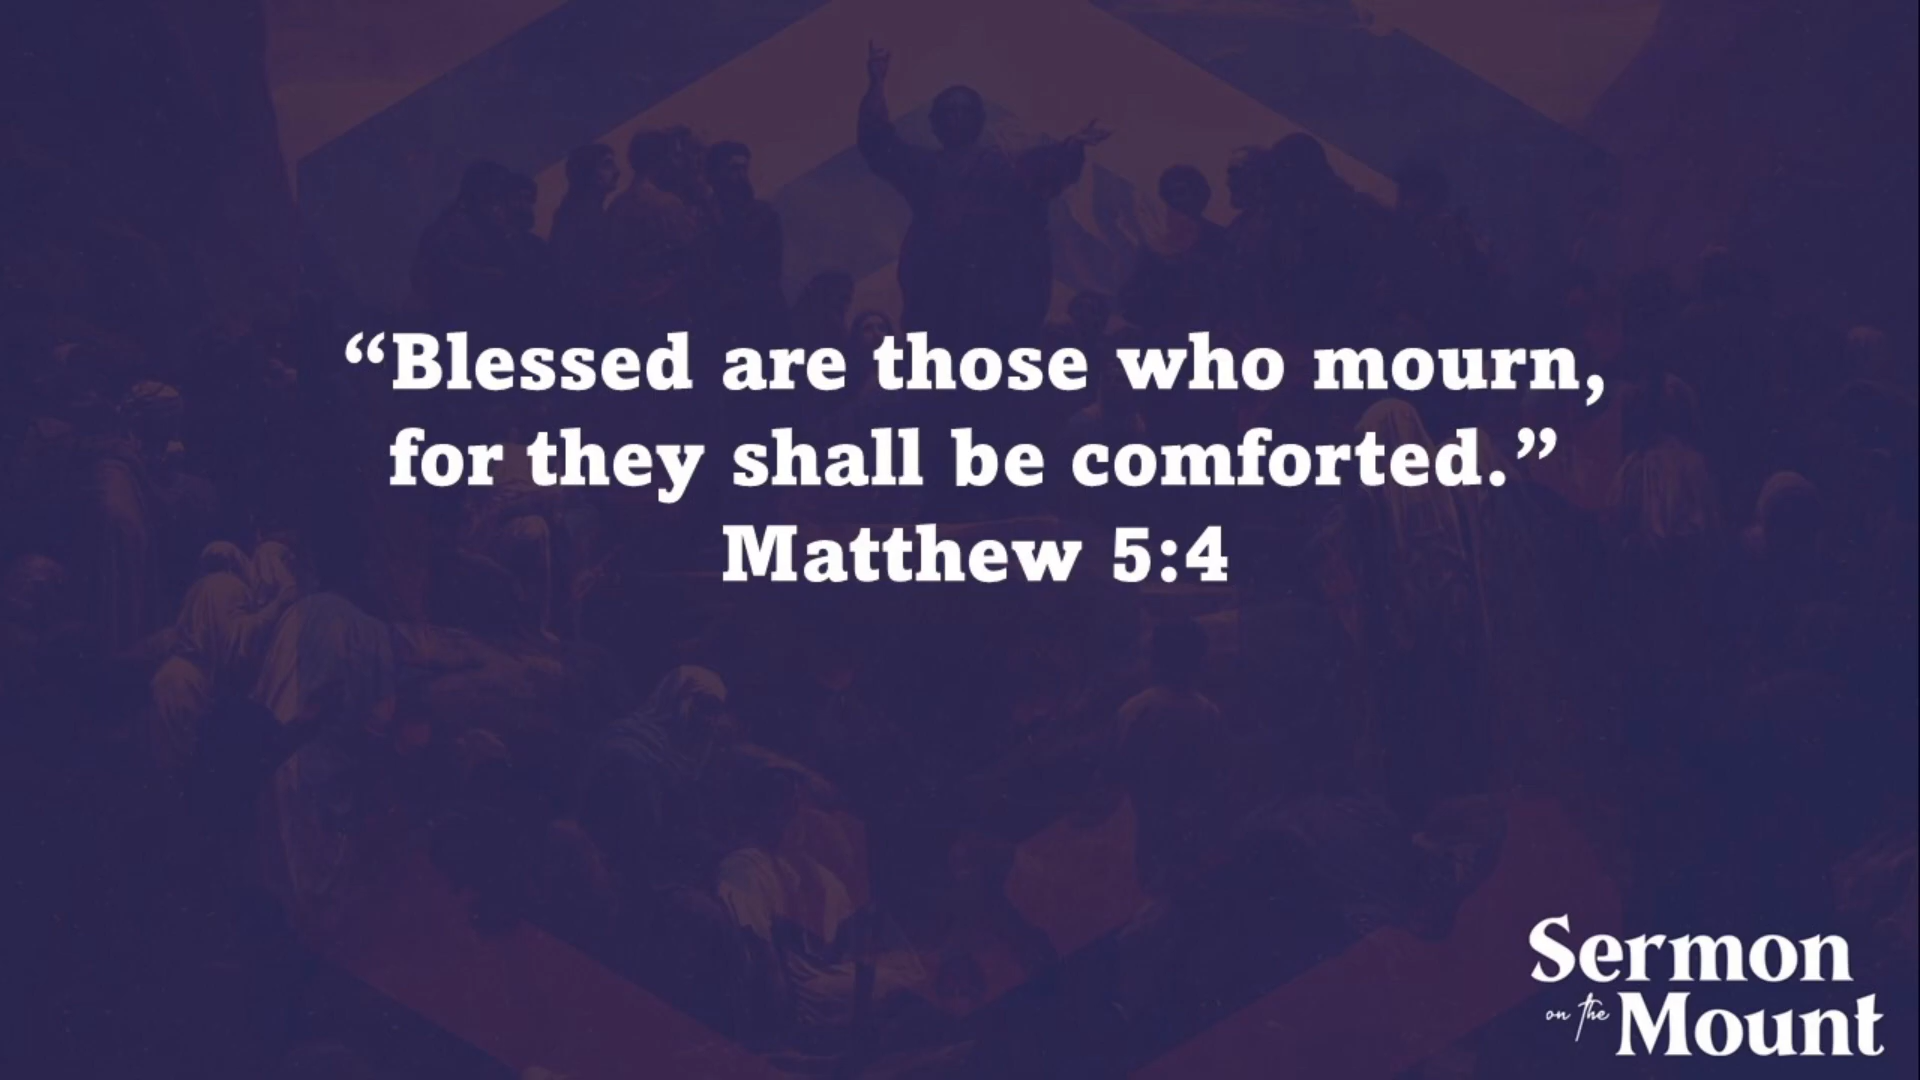 “Blessed are those who mourn,
for they shall be comforted.”
Matthew 5:4
Sermon
on the Mount